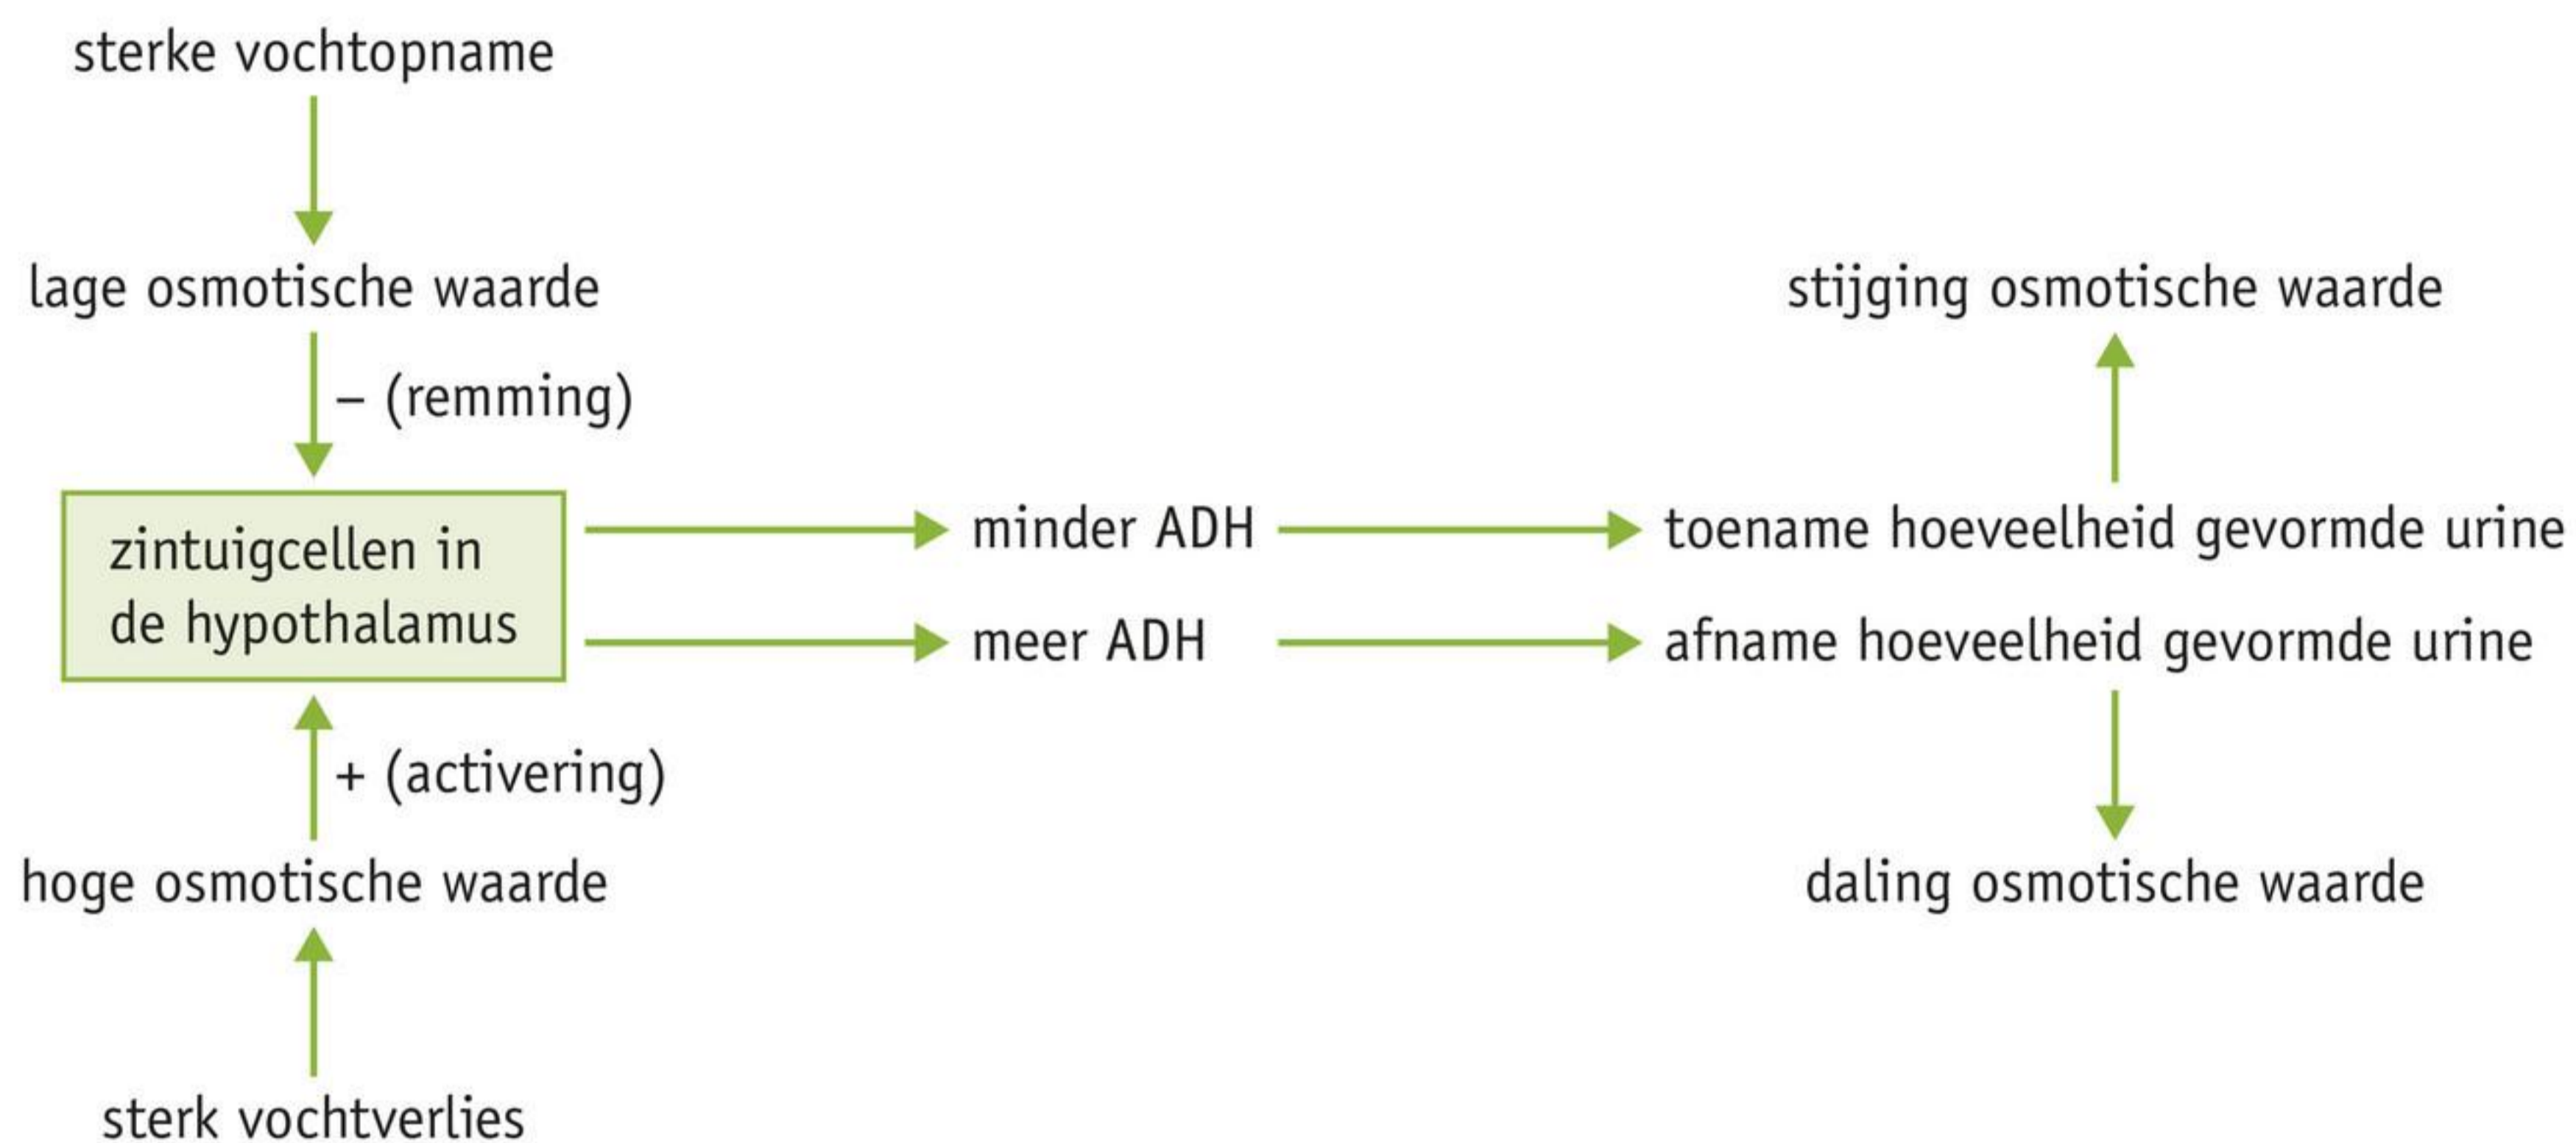 sterke vochtopname
lage osmotische waarde
stijging osmotische waarde
– (remming)
zintuigcellen in
de hypothalamus
minder ADH
toename hoeveelheid gevormde urine
meer ADH
afname hoeveelheid gevormde urine
+ (activering)
hoge osmotische waarde
daling osmotische waarde
sterk vochtverlies